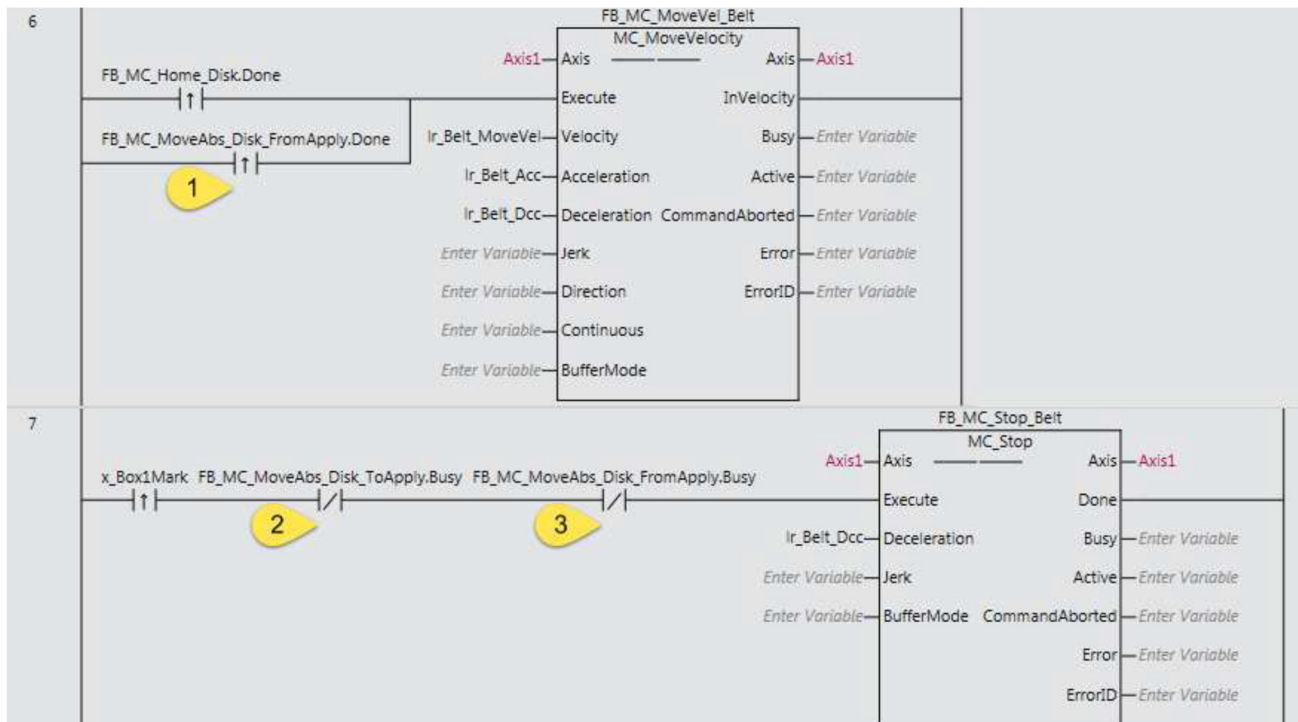 6
FB_MC_MoveVel_Belt
MC_MoveVelocity
Axis1 Axis Axis Axis1
FB_MC_Home_Disk.Done
Execute InVelocity
FB_MC_MoveAbs_Disk_FromApply.Done
lr_Belt_MoveVel Velocity Busy Enter Variable
1
lr_Belt_Acc Acceleration Active Enter Variable
lr_Belt_Dcc Deceleration CommandAborted Enter Variable
Enter Variable Jerk Error Enter Variable
Enter Variable Direction ErrorID Enter Variable
Enter Variable Continuous
Enter Variable BufferMode
7
FB_MC_Stop_Belt
MC_Stop
Axis1 Axis Axis Axis1
x_Box1Mark FB_MC_MoveAbs_Disk_ToApply.Busy FB_MC_MoveAbs_Disk_FromApply.Busy
Execute Done
2 3
lr_Belt_Dcc Deceleration Busy Enter Variable
Enter Variable Jerk Active Enter Variable
Enter Variable BufferMode CommandAborted Enter Variable
Error Enter Variable
ErrorID Enter Variable